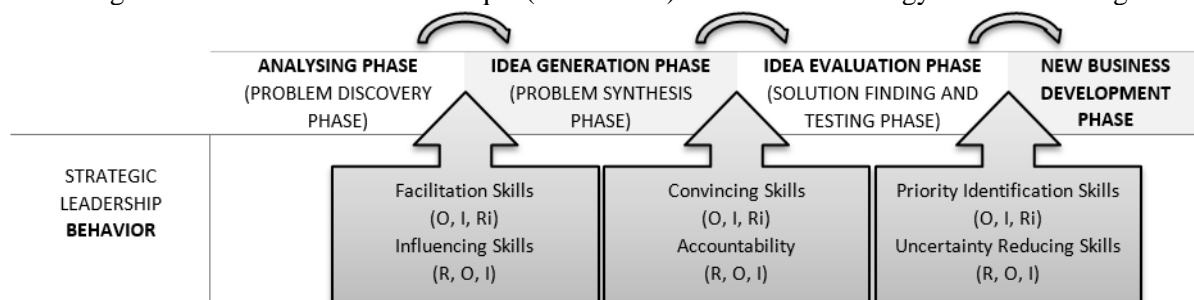 ANALYSING PHASE
(PROBLEM DISCOVERY
PHASE)
IDEA GENERATION PHASE
(PROBLEM SYNTHESIS
PHASE)
IDEA EVALUATION PHASE
(SOLUTION FINDING AND
TESTING PHASE)
NEW BUSINESS
DEVELOPMENT
PHASE
STRATEGIC
LEADERSHIP
BEHAVIOR
Facilitation Skills
(O, I, Ri)
Influencing Skills
(R, O, I)
Convincing Skills
(O, I, Ri)
Accountability
(R, O, I)
Priority Identification Skills
(O, I, Ri)
Uncertainty Reducing Skills
(R, O, I)